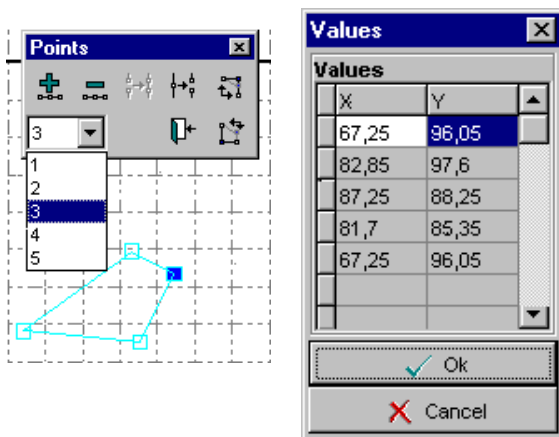 Points
3
1
2
3
4
5
Values
Values
X Y
67,25 96,05
82,85 97,6
87,25 88,25
81,7 85,35
67,25 96,05
Ok
Cancel